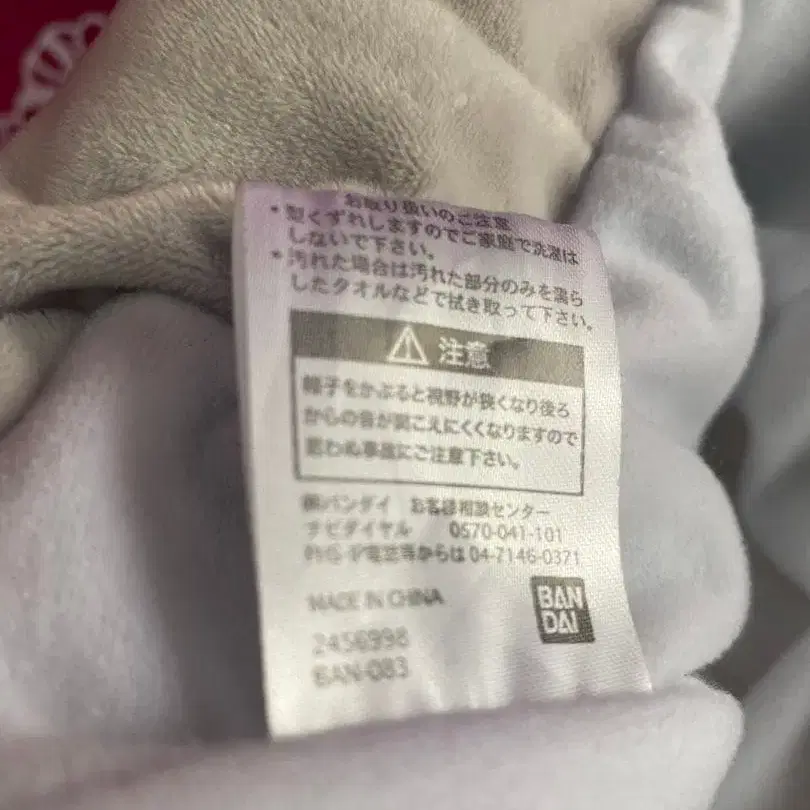 お取り扱いのご注意
* 型くずれしますのでご家庭で洗濯は
しないで下さい。
* 汚れた場合は汚れた部分のみを濡ら
したタオルなどで拭き取って下さい。
⚠ 注意
帽子をかぶると視野が狭くなり後ろ
からの音が聞こえにくくなりますので
思わぬ事故にご注意下さい。
㈱バンダイ お客様相談センター
ナビダイヤル 0570-041-101
PHS・IP電話等からは 04-7146-0371
MADE IN CHINA
2456998
BAN-083
BAN
DAI